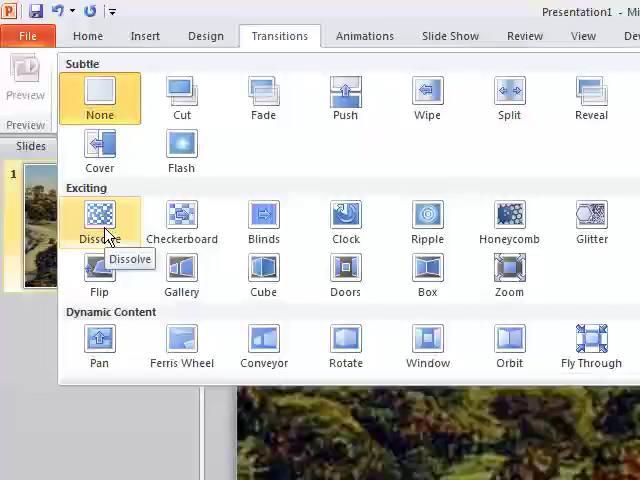 Presentation1 - Mi
File Home Insert Design Transitions Animations Slide Show Review View De
Preview
Preview
Slides
1
Subtle
None Cut Fade Push Wipe Split Reveal
Cover Flash
Exciting
Dissolve Checkerboard Blinds Clock Ripple Honeycomb Glitter
Dissolve
Flip Gallery Cube Doors Box Zoom
Dynamic Content
Pan Ferris Wheel Conveyor Rotate Window Orbit Fly Through